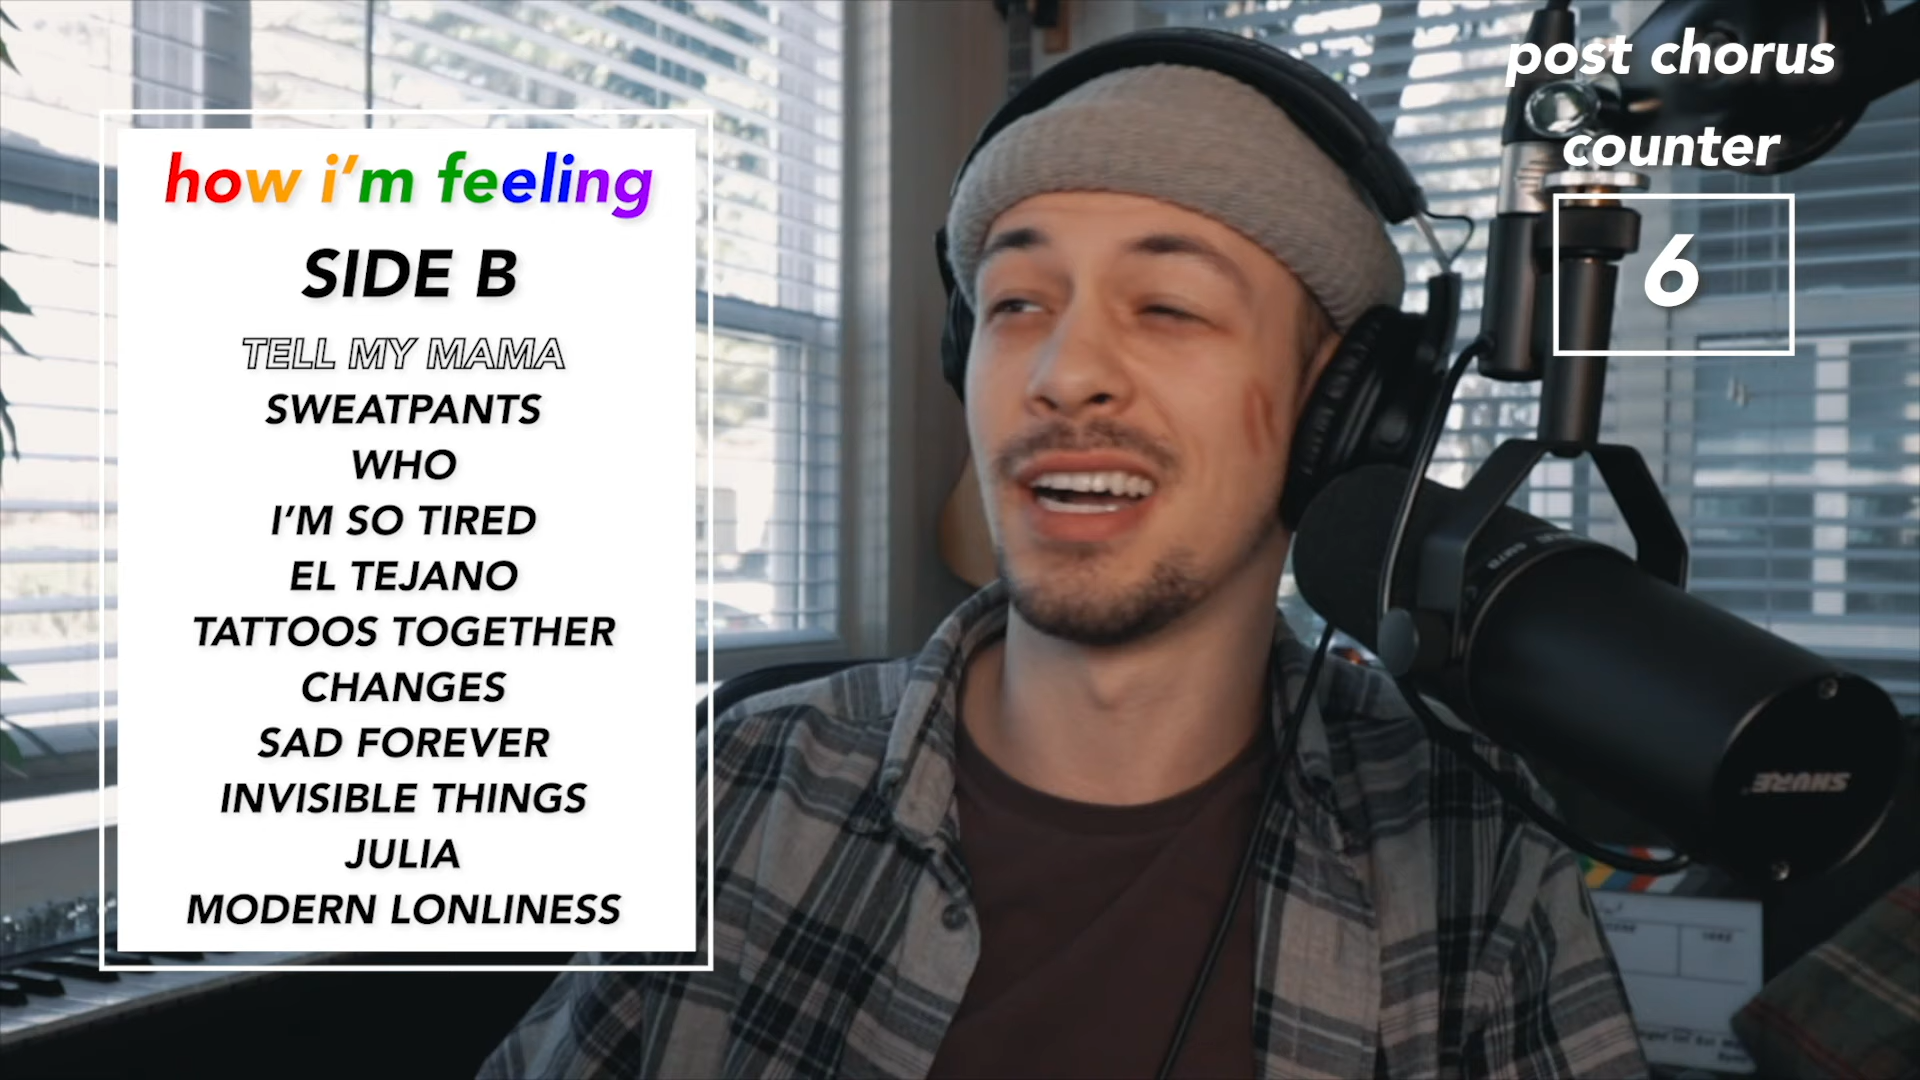 how i’m feeling
SIDE B
TELL MY MAMA
SWEATPANTS
WHO
I’M SO TIRED
EL TEJANO
TATTOOS TOGETHER
CHANGES
SAD FOREVER
INVISIBLE THINGS
JULIA
MODERN LONLINESS
post chorus
counter
6
SHURE